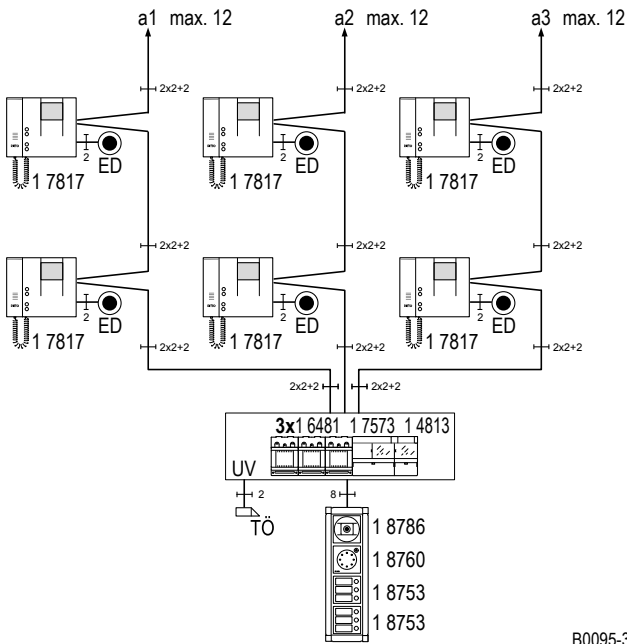 a1 max. 12 a2 max. 12 a3 max. 12
2x2+2 2x2+2 2x2+2
2 2 2
ED ED ED
1 7817 1 7817 1 7817
2x2+2 2x2+2 2x2+2
2 2 2
ED ED ED
1 7817 1 7817 1 7817
2x2+2 2x2+2 2x2+2
2x2+2 2x2+2
3x1 6481 1 7573 1 4813
UV
2 8
TÖ
1 8786
1 8760
1 8753
1 8753
B0095-3